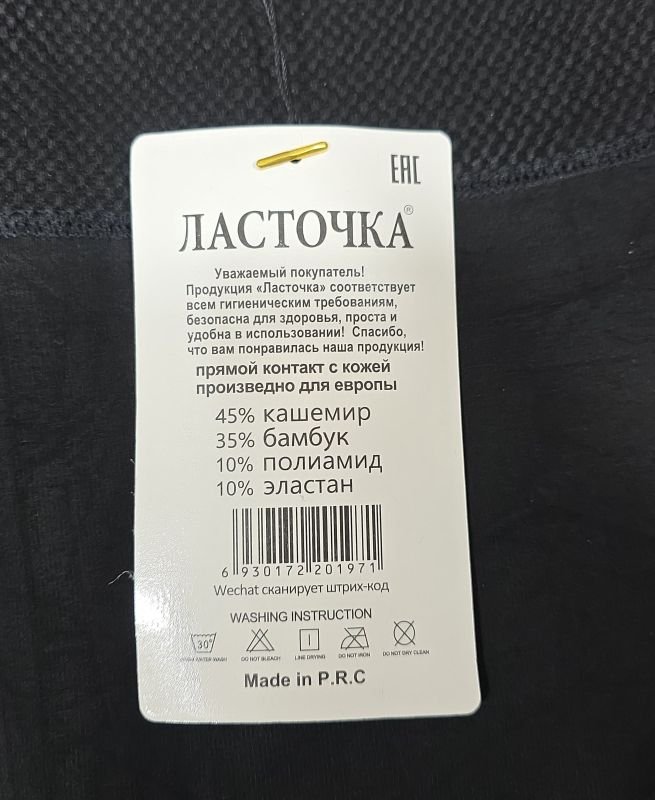 EAC
ЛАСТОЧКА®
Уважаемый покупатель!
Продукция «Ласточка» соответствует
всем гигиеническим требованиям,
безопасна для здоровья, проста и
удобна в использовании! Спасибо,
что вам понравилась наша продукция!
прямой контакт с кожей
произведно для европы
45% кашемир
35% бамбук
10% полиамид
10% эластан
6 930172 201971
Wechat сканирует штрих-код
WASHING INSTRUCTION
30°
WATER WASH DO NOT BLEACH LINE DRYING DO NOT IRON DO NOT DRY CLEAN
Made in P.R.C